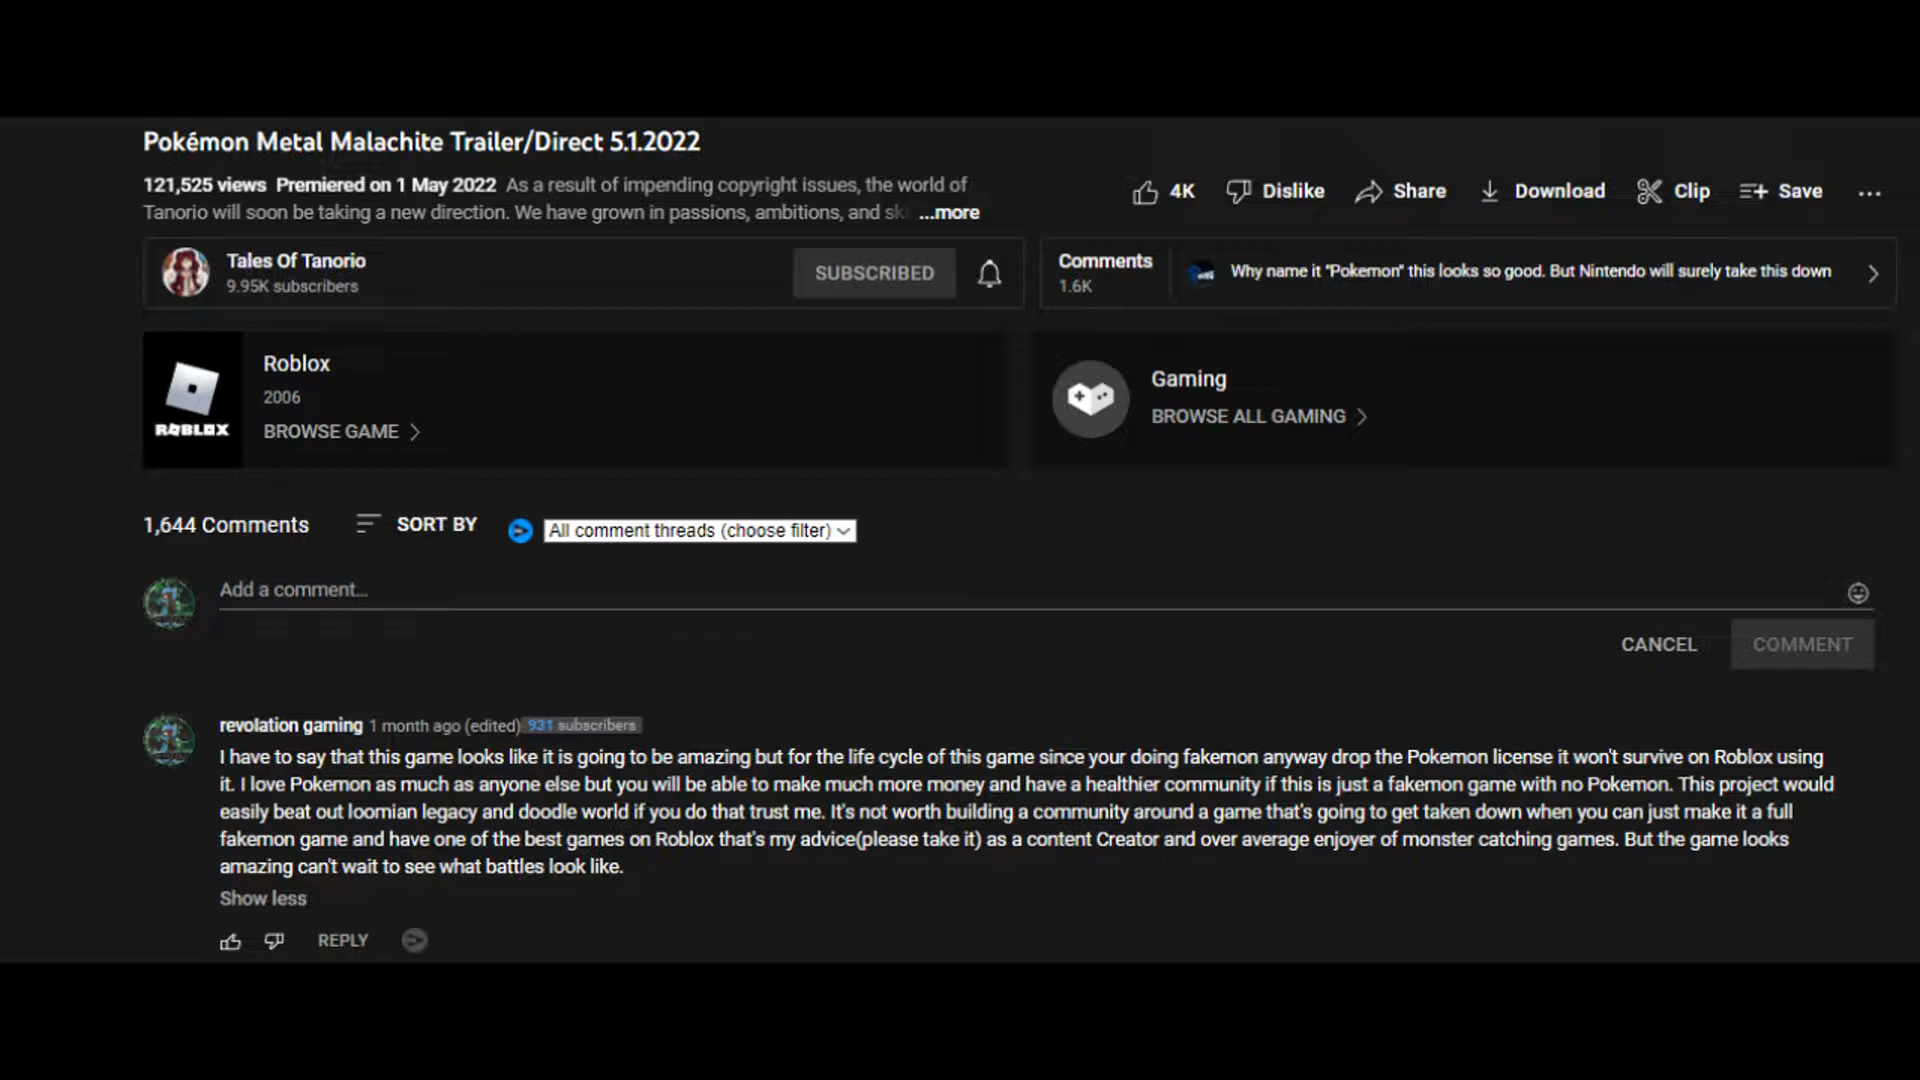 Pokémon Metal Malachite Trailer/Direct 5.1.2022
121,525 views Premiered on 1 May 2022 As a result of impending copyright issues, the world of
Tanorio will soon be taking a new direction. We have grown in passions, ambitions, and sk ...more
4K Dislike Share Download Clip Save ...
Tales Of Tanorio
9.95K subscribers
SUBSCRIBED
Comments
1.6K
Why name it "Pokemon" this looks so good. But Nintendo will surely take this down
ROBLOX
Roblox
2006
BROWSE GAME
Gaming
BROWSE ALL GAMING
1,644 Comments SORT BY All comment threads (choose filter)
Add a comment...
CANCEL COMMENT
revolation gaming 1 month ago (edited) 931 subscribers
I have to say that this game looks like it is going to be amazing but for the life cycle of this game since your doing fakemon anyway drop the Pokemon license it won't survive on Roblox using
it. I love Pokemon as much as anyone else but you will be able to make much more money and have a healthier community if this is just a fakemon game with no Pokemon. This project would
easily beat out loomian legacy and doodle world if you do that trust me. It's not worth building a community around a game that's going to get taken down when you can just make it a full
fakemon game and have one of the best games on Roblox that's my advice(please take it) as a content Creator and over average enjoyer of monster catching games. But the game looks
amazing can't wait to see what battles look like.
Show less
REPLY